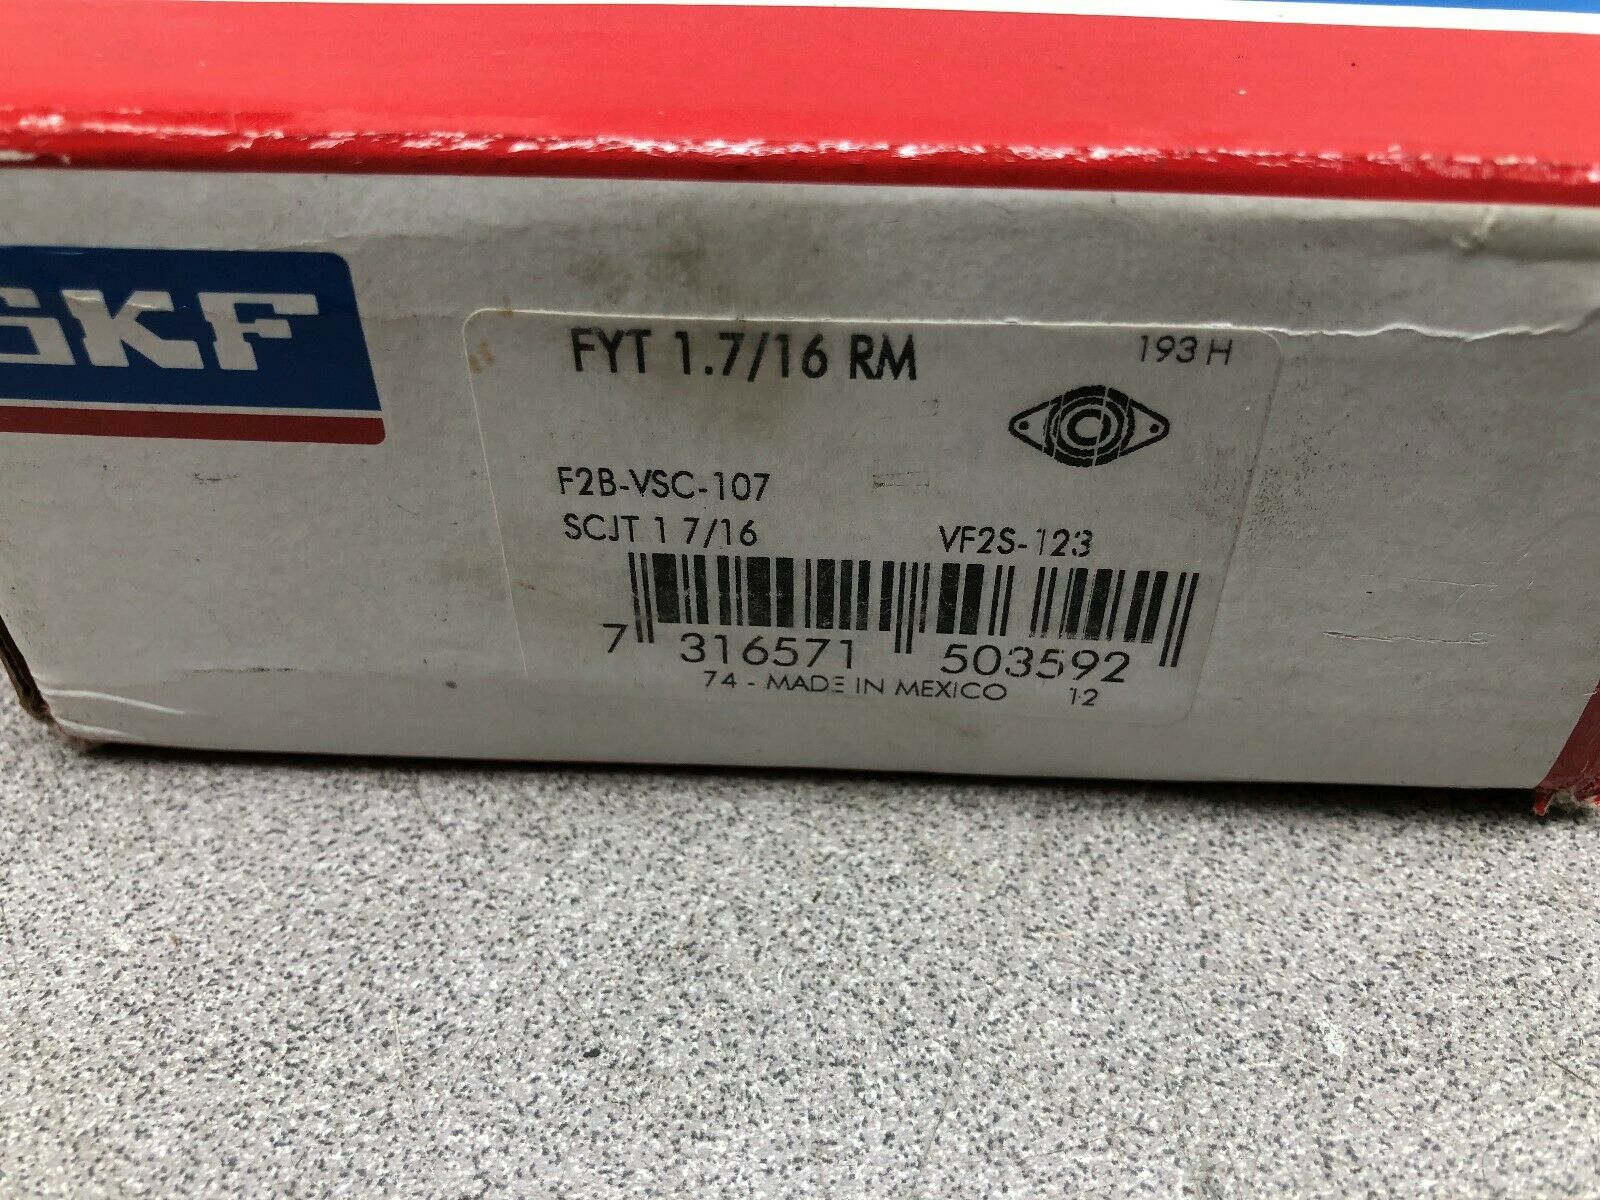 SKF
FYT 1.7/16 RM
193 H
F2B-VSC-107
SCJT 1 7/16
VF2S-123
7 316571 503592
74 - MADE IN MEXICO 12